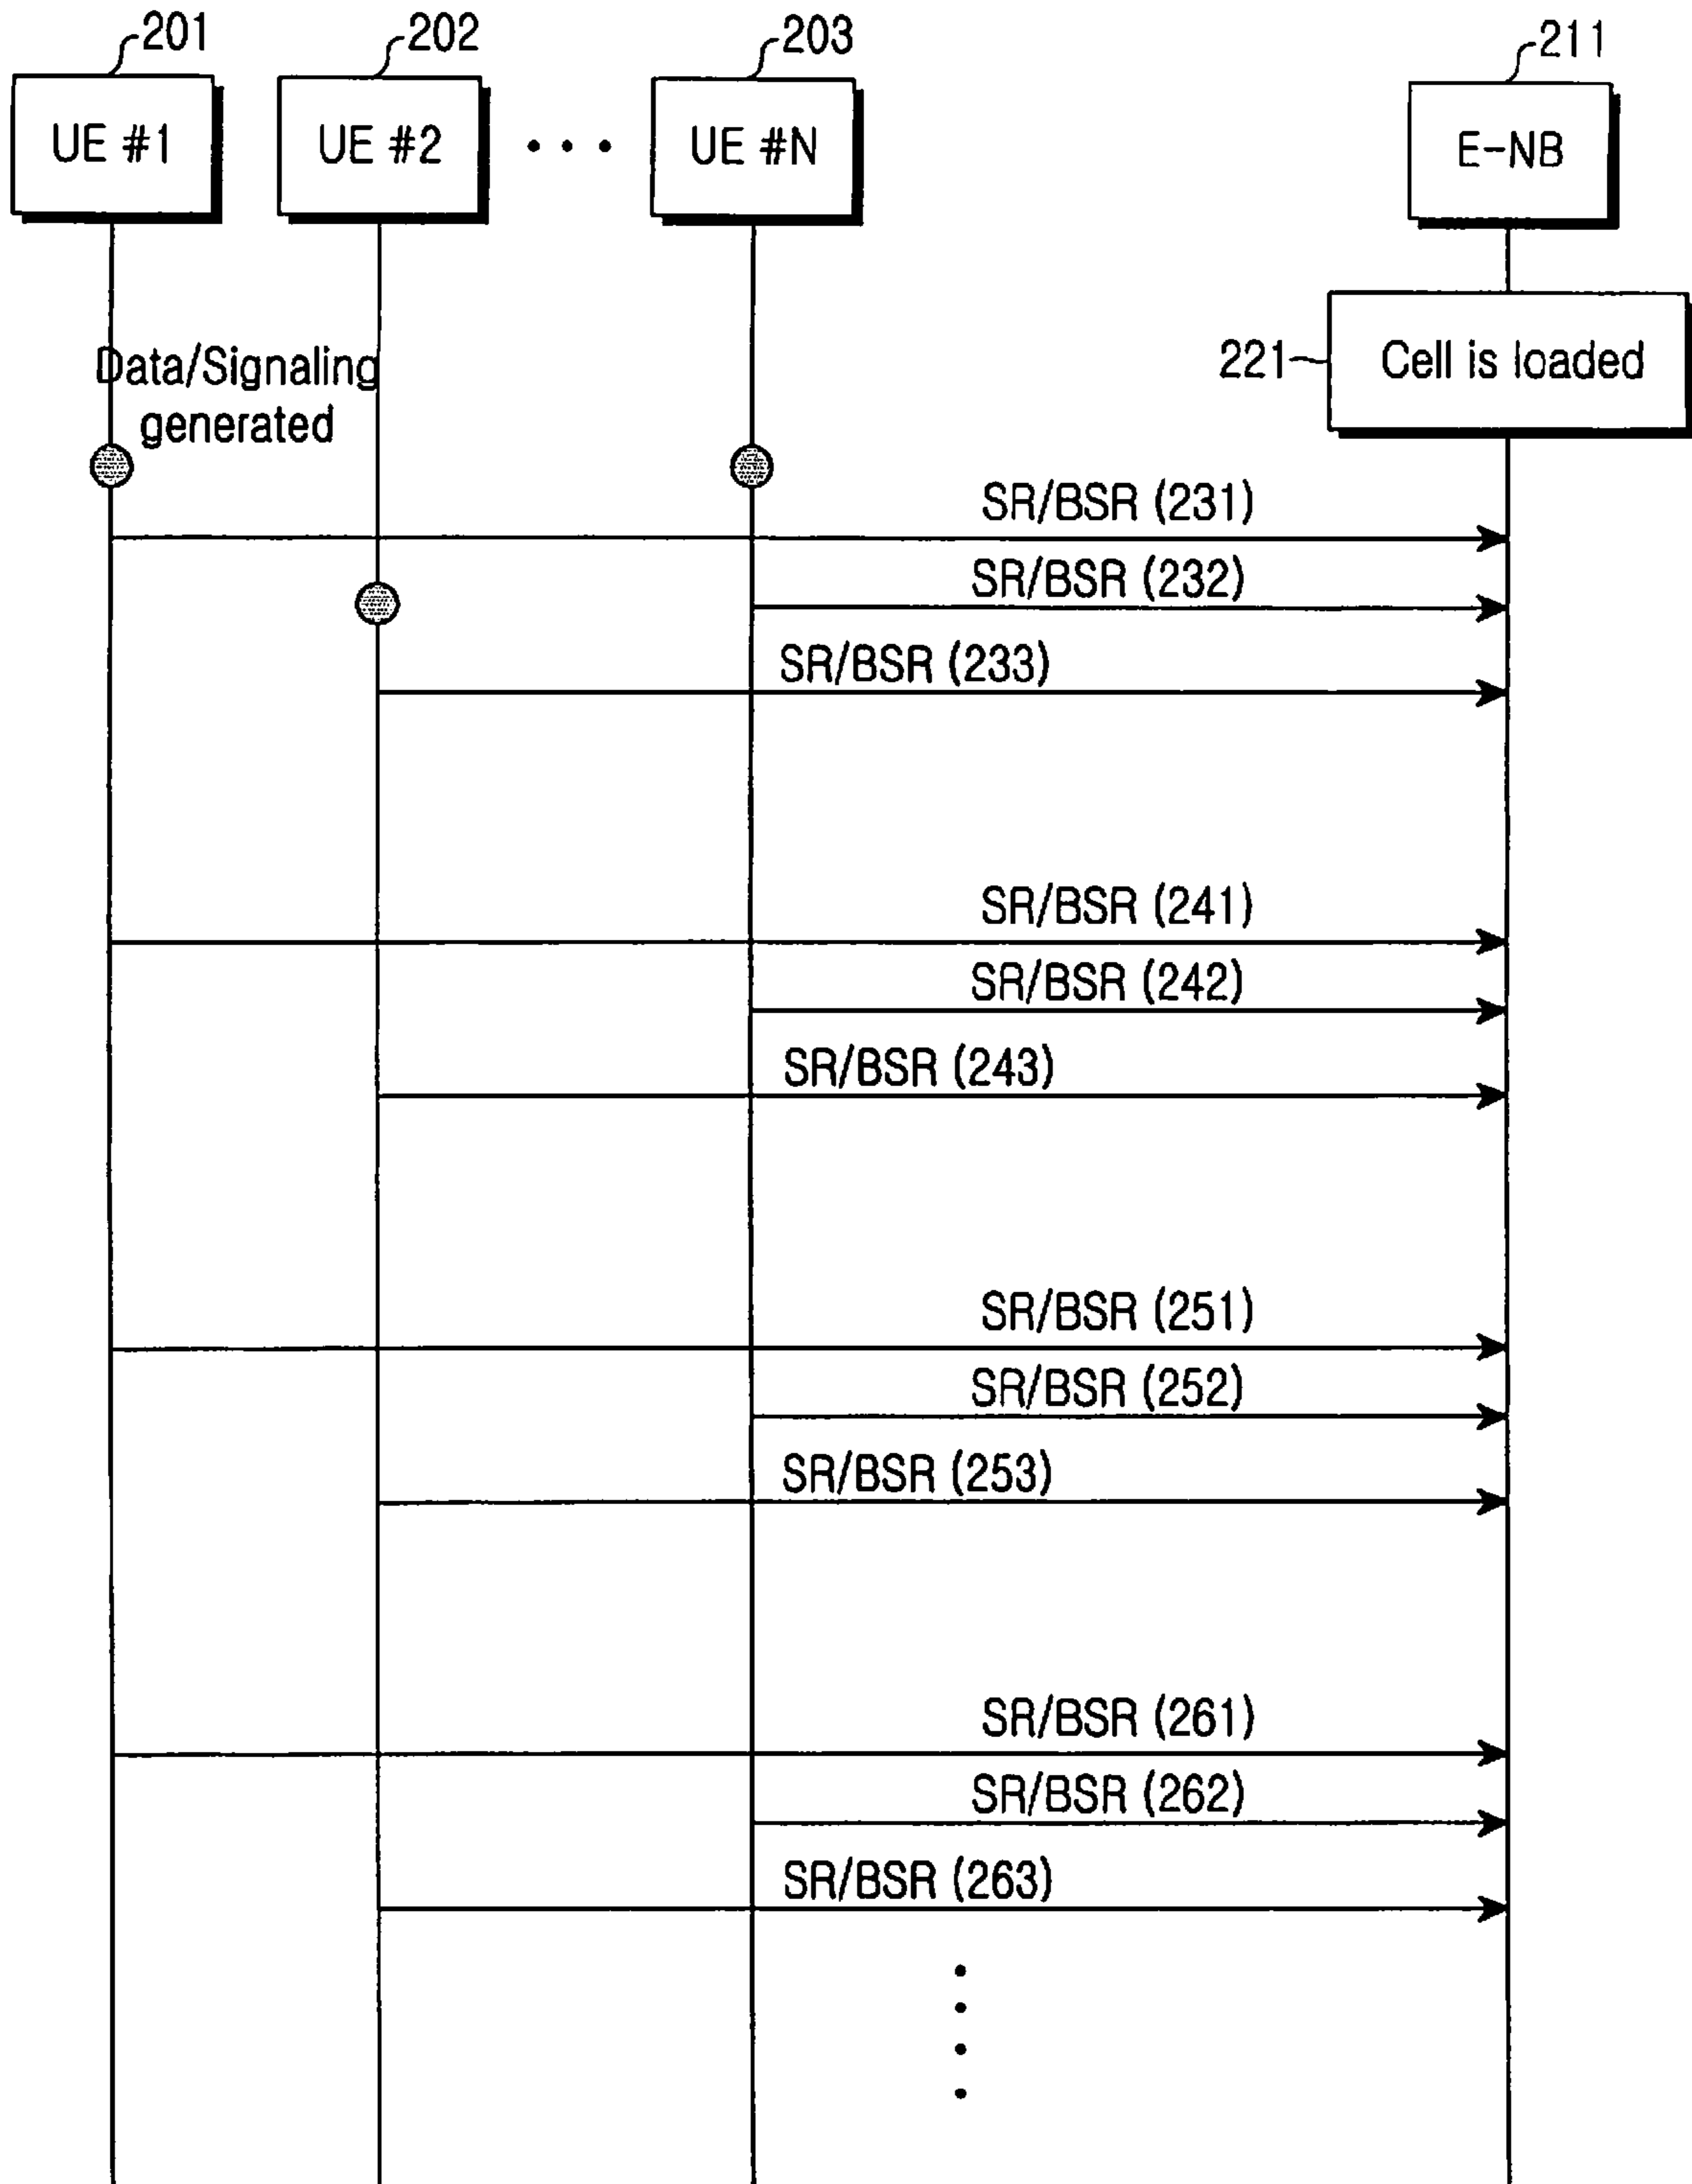 201
202
203
211
UE #1
UE #2
UE #N
E-NB
221
Cell is loaded
Data/Signaling
generated
SR/BSR (231)
SR/BSR (232)
SR/BSR (233)
SR/BSR (241)
SR/BSR (242)
SR/BSR (243)
SR/BSR (251)
SR/BSR (252)
SR/BSR (253)
SR/BSR (261)
SR/BSR (262)
SR/BSR (263)